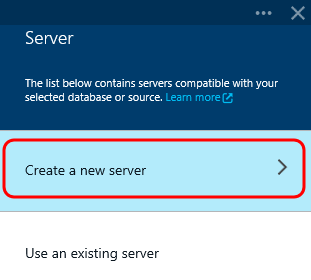 Server
The list below contains servers compatible with your
selected database or source. Learn more
Create a new server
Use an existing server